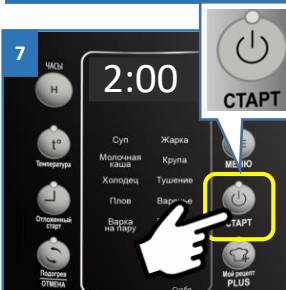 7
ЧАСЫ
H
2:00
СТАРТ
t°
Температура
Суп
Жарка
Молочная
каша
Крупа
МЕНЮ
Холодец
Тушение
Отложенный
старт
Плов
Варенье
СТАРТ
Варка
на пару
Подогрев
ОТМЕНА
Мой рецепт
PLUS